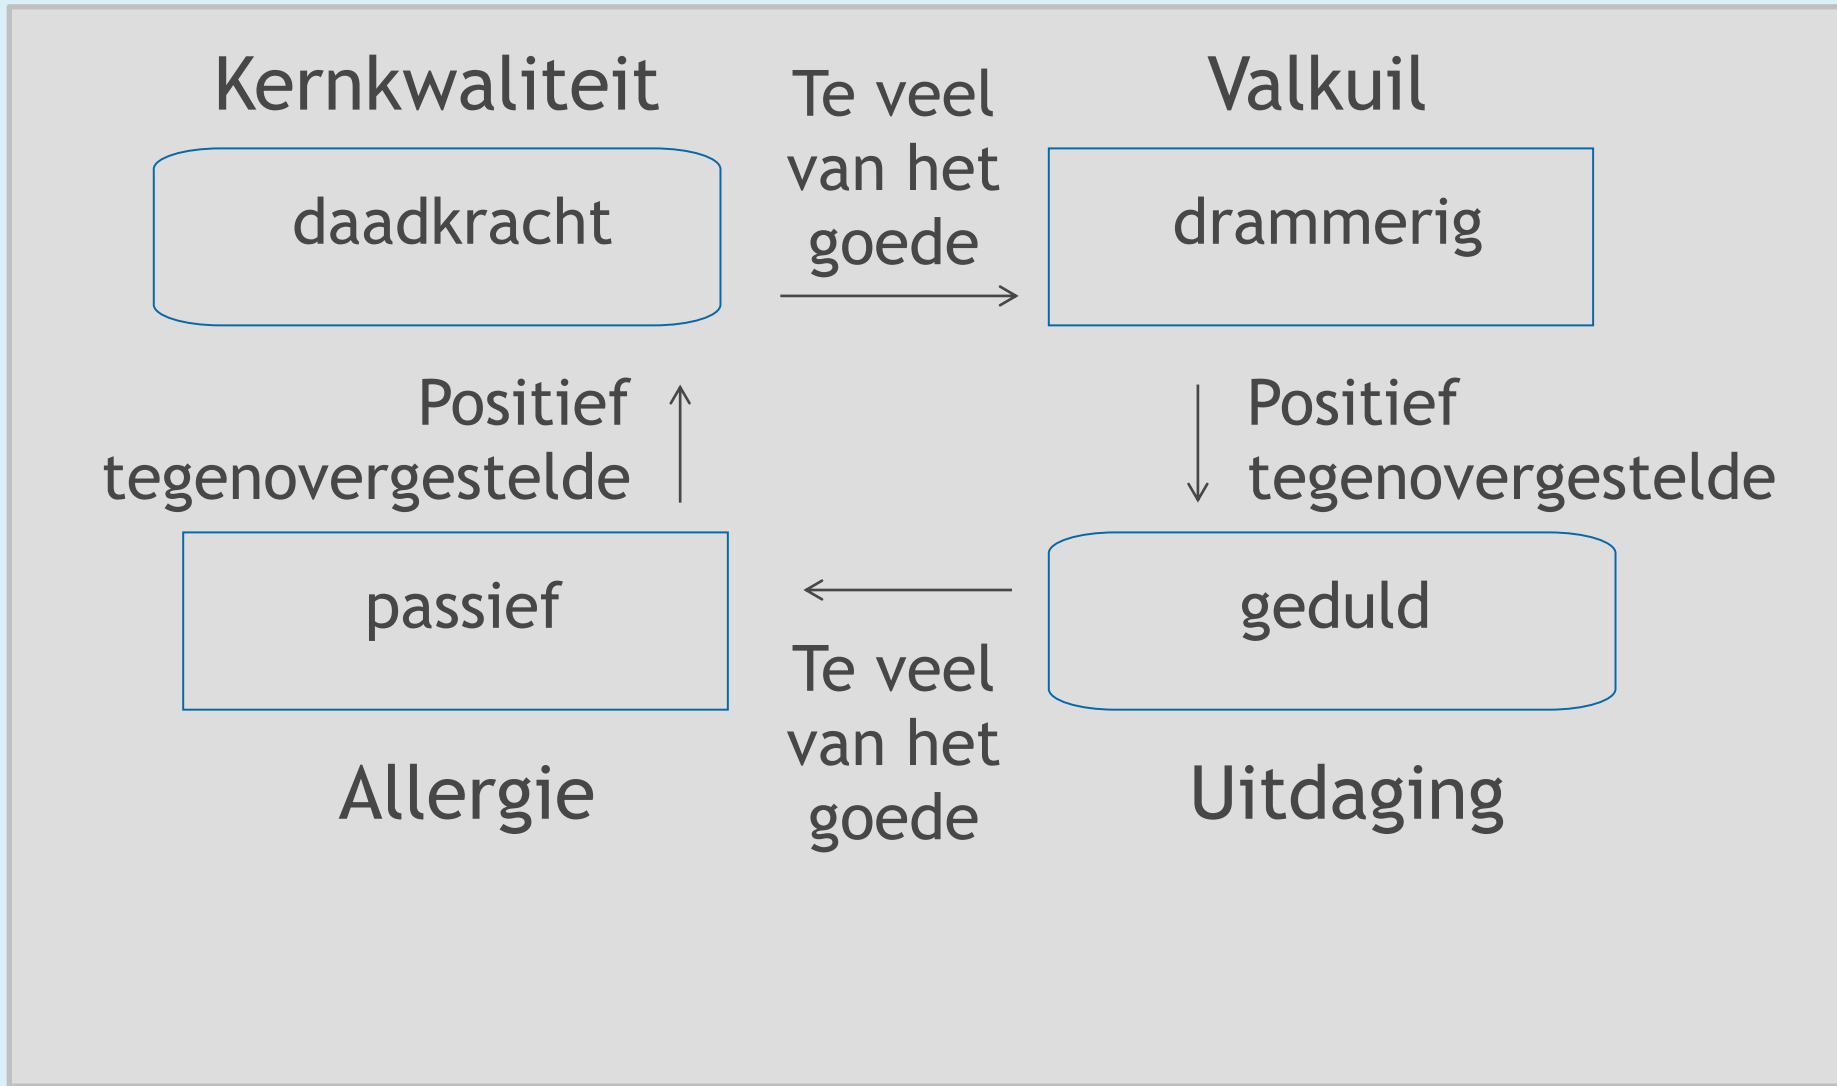 Kernkwaliteit
Te veel
van het
goede
Valkuil
daadkracht
drammerig
Positief
tegenovergestelde
Positief
tegenovergestelde
passief
geduld
Te veel
van het
goede
Allergie
Uitdaging